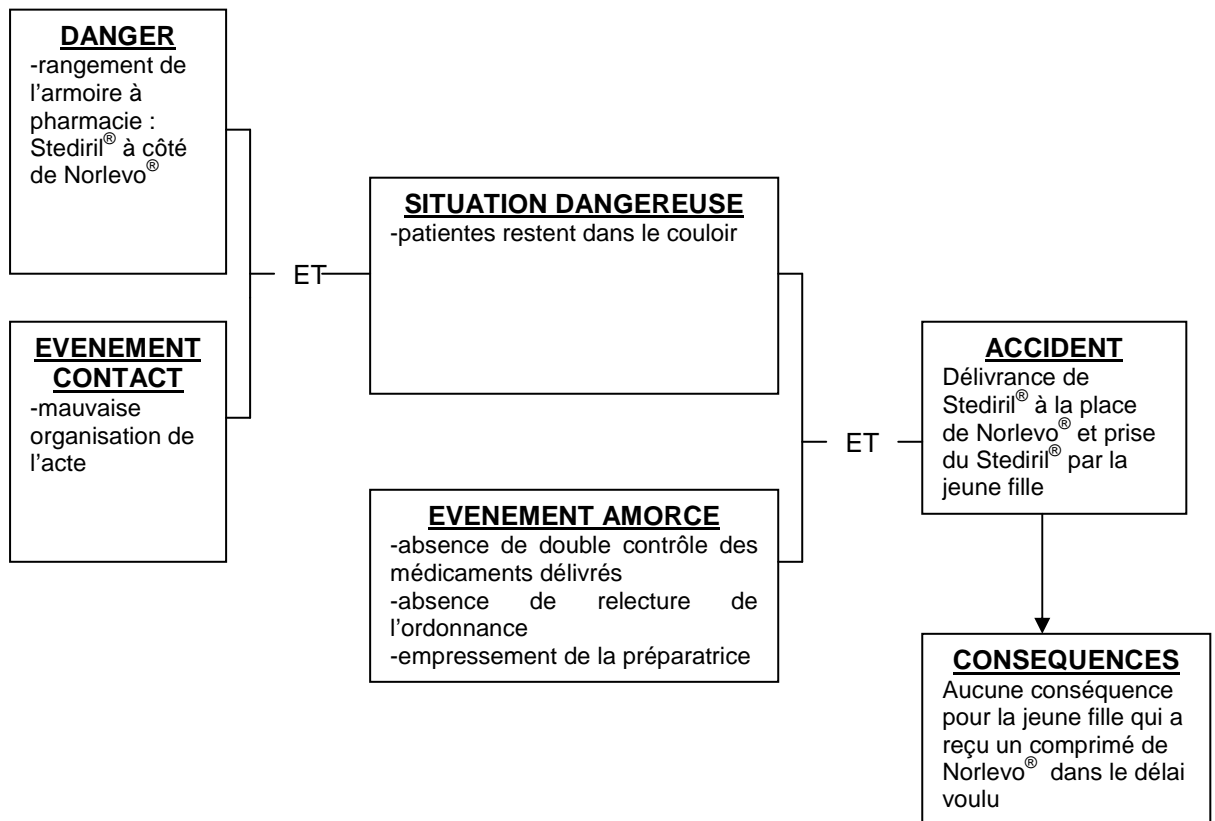 DANGER
-rangement de
l'armoire à
pharmacie :
Stediril® à côté
de Norlevo®
EVENEMENT
CONTACT
-mauvaise
organisation de
l'acte
ET
SITUATION DANGEREUSE
-patientes restent dans le couloir
EVENEMENT AMORCE
-absence de double contrôle des
médicaments délivrés
-absence de relecture de
l'ordonnance
-empressement de la préparatrice
ET
ACCIDENT
Délivrance de
Stediril® à la place
de Norlevo® et prise
du Stediril® par la
jeune fille
CONSEQUENCES
Aucune conséquence
pour la jeune fille qui a
reçu un comprimé de
Norlevo® dans le délai
voulu